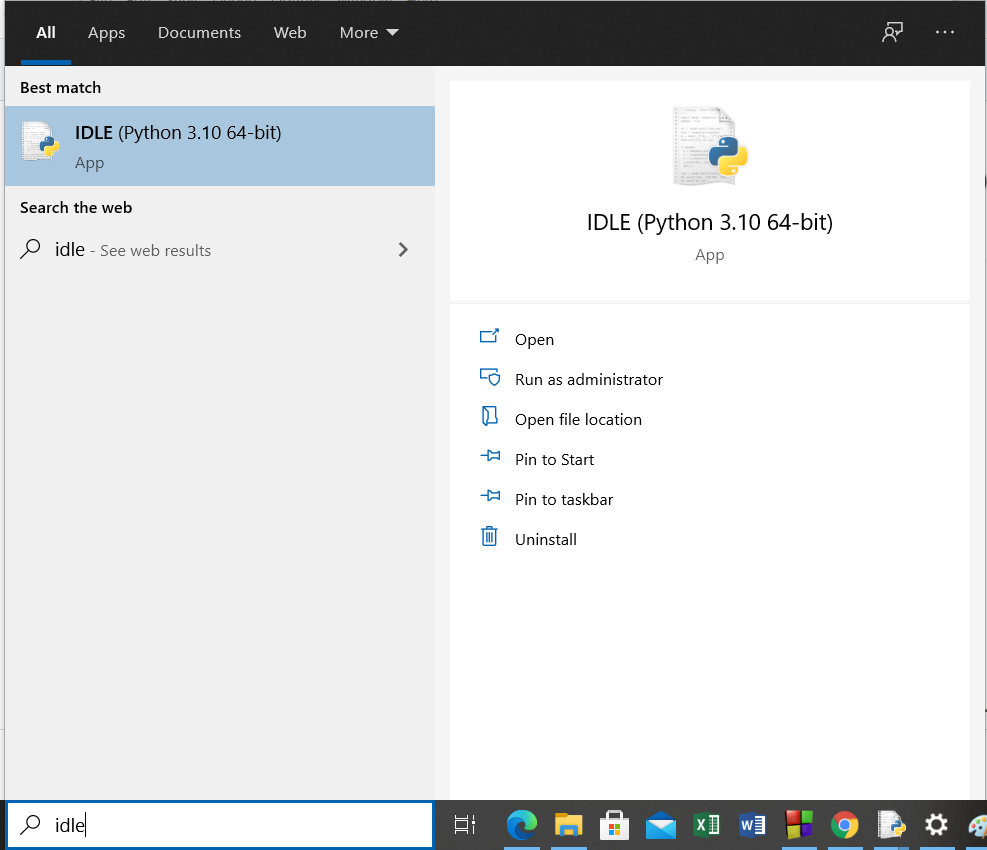 All Apps Documents Web More
Best match
IDLE (Python 3.10 64-bit)
App
Search the web
idle - See web results
IDLE (Python 3.10 64-bit)
App
Open
Run as administrator
Open file location
Pin to Start
Pin to taskbar
Uninstall
idle